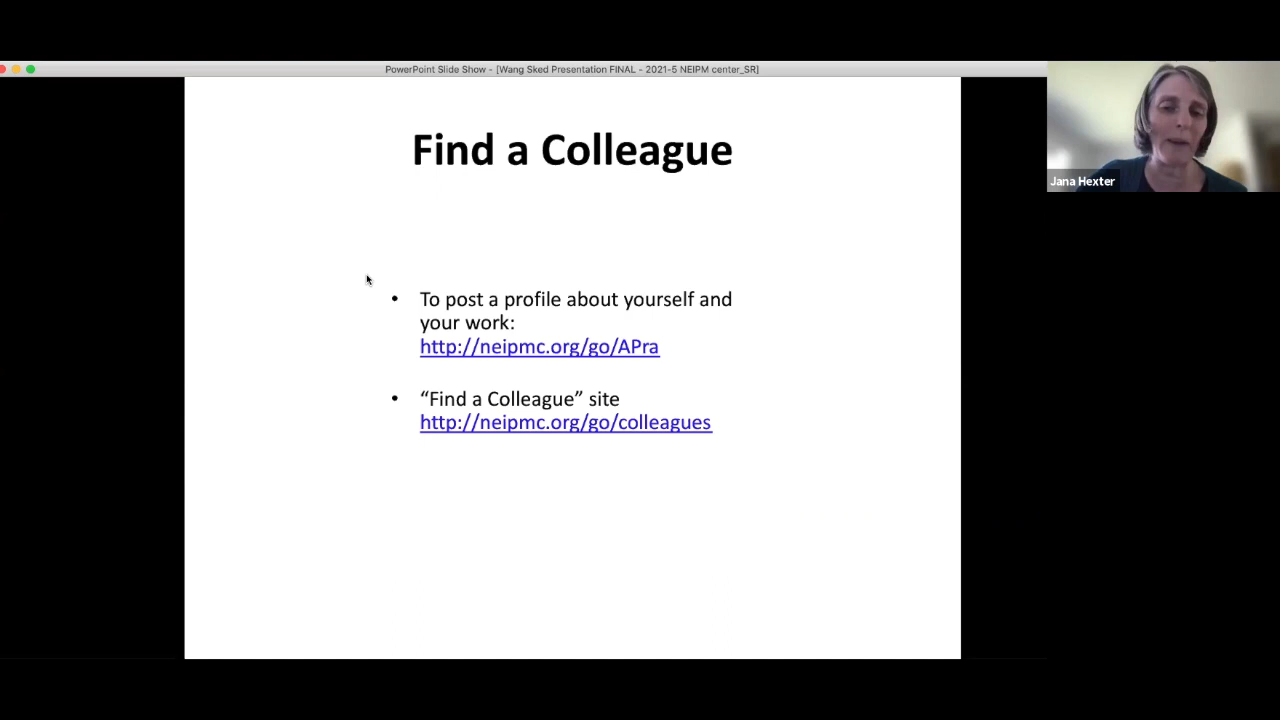 PowerPoint Slide Show - [Wang Sked Presentation FINAL - 2021-5 NEIPM center_SR]
Jana Hexter
Find a Colleague
• To post a profile about yourself and
your work:
http://neipmc.org/go/APra
• “Find a Colleague” site
http://neipmc.org/go/colleagues